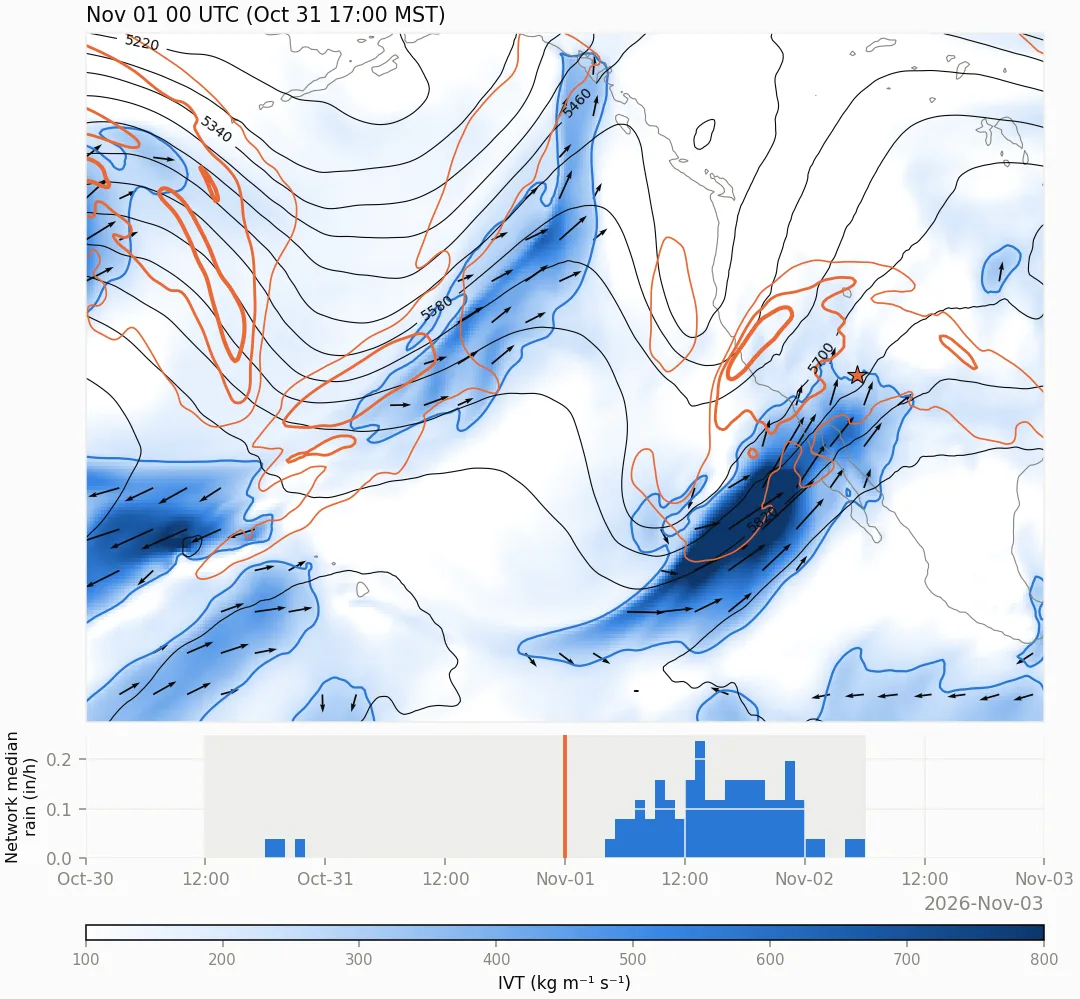 Nov 01 00 UTC (Oct 31 17:00 MST)
5220
5340
5460
5580
5700
5820
Network median
rain (in/h)
0.2
0.1
0.0
Oct-30
12:00
Oct-31
12:00
Nov-01
12:00
Nov-02
12:00
Nov-03
2026-Nov-03
100
200
300
400
500
600
700
800
IVT (kg m⁻¹ s⁻¹)